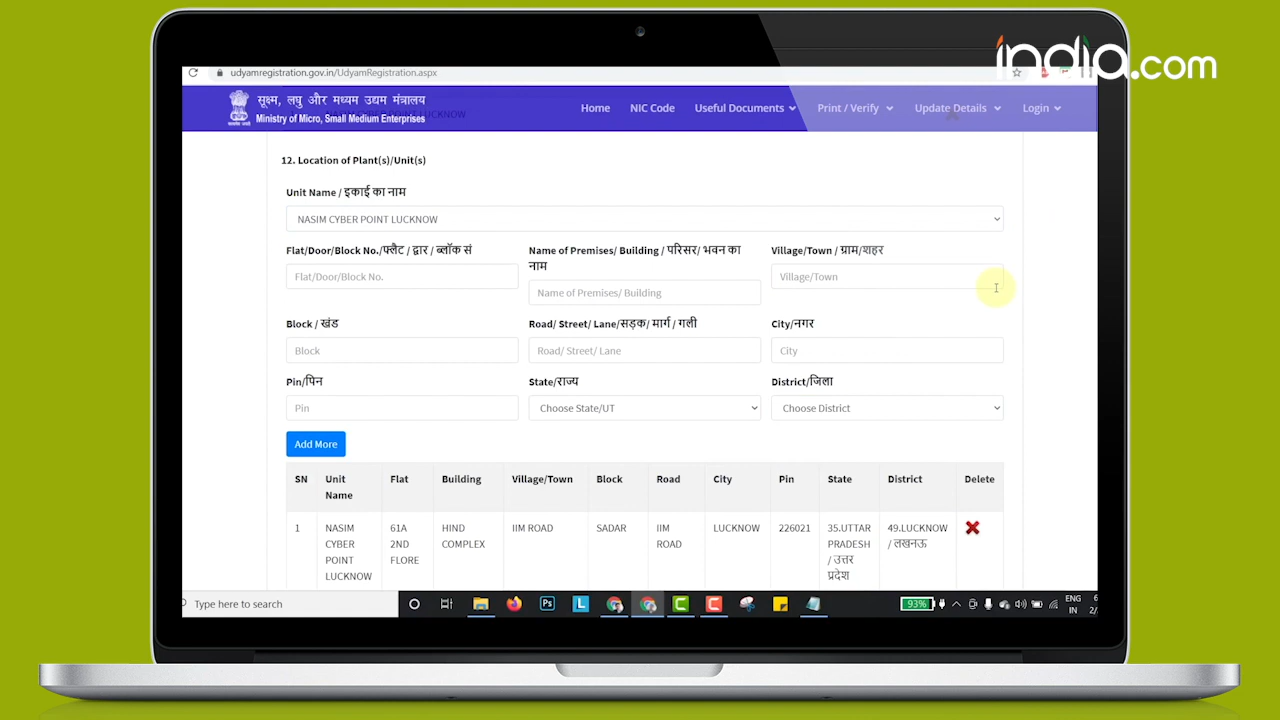 india.com
udyamregistration.gov.in/UdyamRegistration.aspx
सूक्ष्म, लघु और मध्यम उद्यम मंत्रालय
Ministry of Micro, Small Medium Enterprises
Home NIC Code Useful Documents Print / Verify Update Details Login
12. Location of Plant(s)/Unit(s)
Unit Name / इकाई का नाम
NASIM CYBER POINT LUCKNOW
Flat/Door/Block No./फ्लैट / द्वार / ब्लॉक सं
Name of Premises/ Building / परिसर/ भवन का
नाम
Village/Town / ग्राम/शहर
Flat/Door/Block No.
Name of Premises/ Building
Village/Town
Block / खंड
Road/ Street/ Lane/सड़क/ मार्ग / गली
City/नगर
Block
Road/ Street/ Lane
City
Pin/पिन
State/राज्य
District/जिला
Pin
Choose State/UT
Choose District
Add More
SN Unit Name Flat Building Village/Town Block Road City Pin State District Delete
1 NASIM CYBER POINT LUCKNOW 61A 2ND FLORE HIND COMPLEX IIM ROAD SADAR IIM ROAD LUCKNOW 226021 35.UTTAR PRADESH / उत्तर प्रदेश 49.LUCKNOW / लखनऊ
Type here to search
Ps
L
93%
ENG
IN